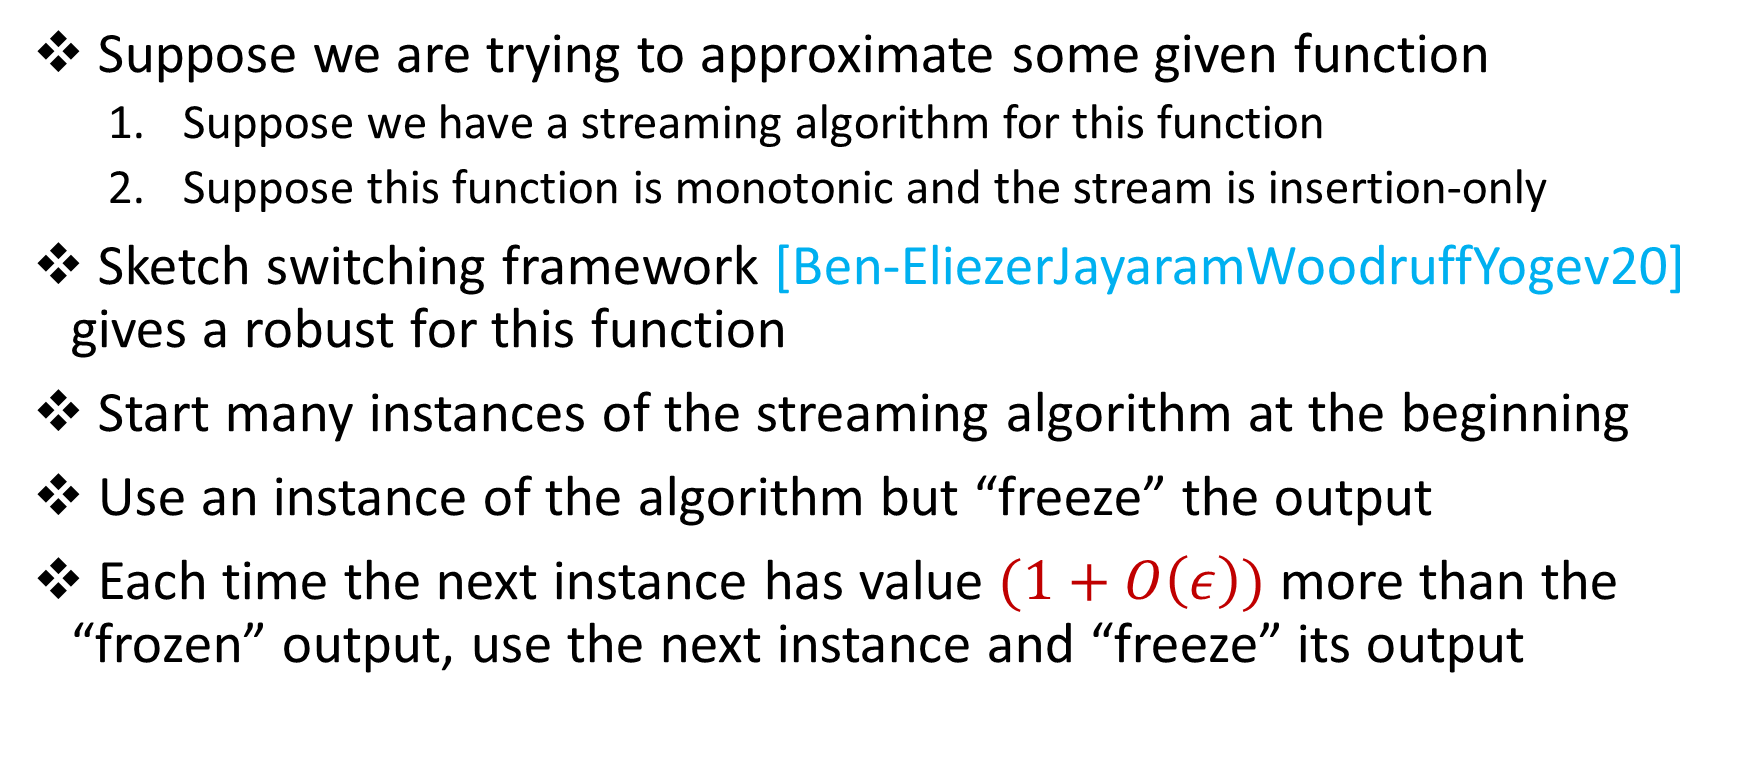 ❖ Suppose we are trying to approximate some given function
1. Suppose we have a streaming algorithm for this function
2. Suppose this function is monotonic and the stream is insertion-only
❖ Sketch switching framework [Ben-EliezerJayaramWoodruffYogev20]
gives a robust for this function
❖ Start many instances of the streaming algorithm at the beginning
❖ Use an instance of the algorithm but “freeze” the output
❖ Each time the next instance has value (1 + O(ϵ)) more than the
“frozen” output, use the next instance and “freeze” its output